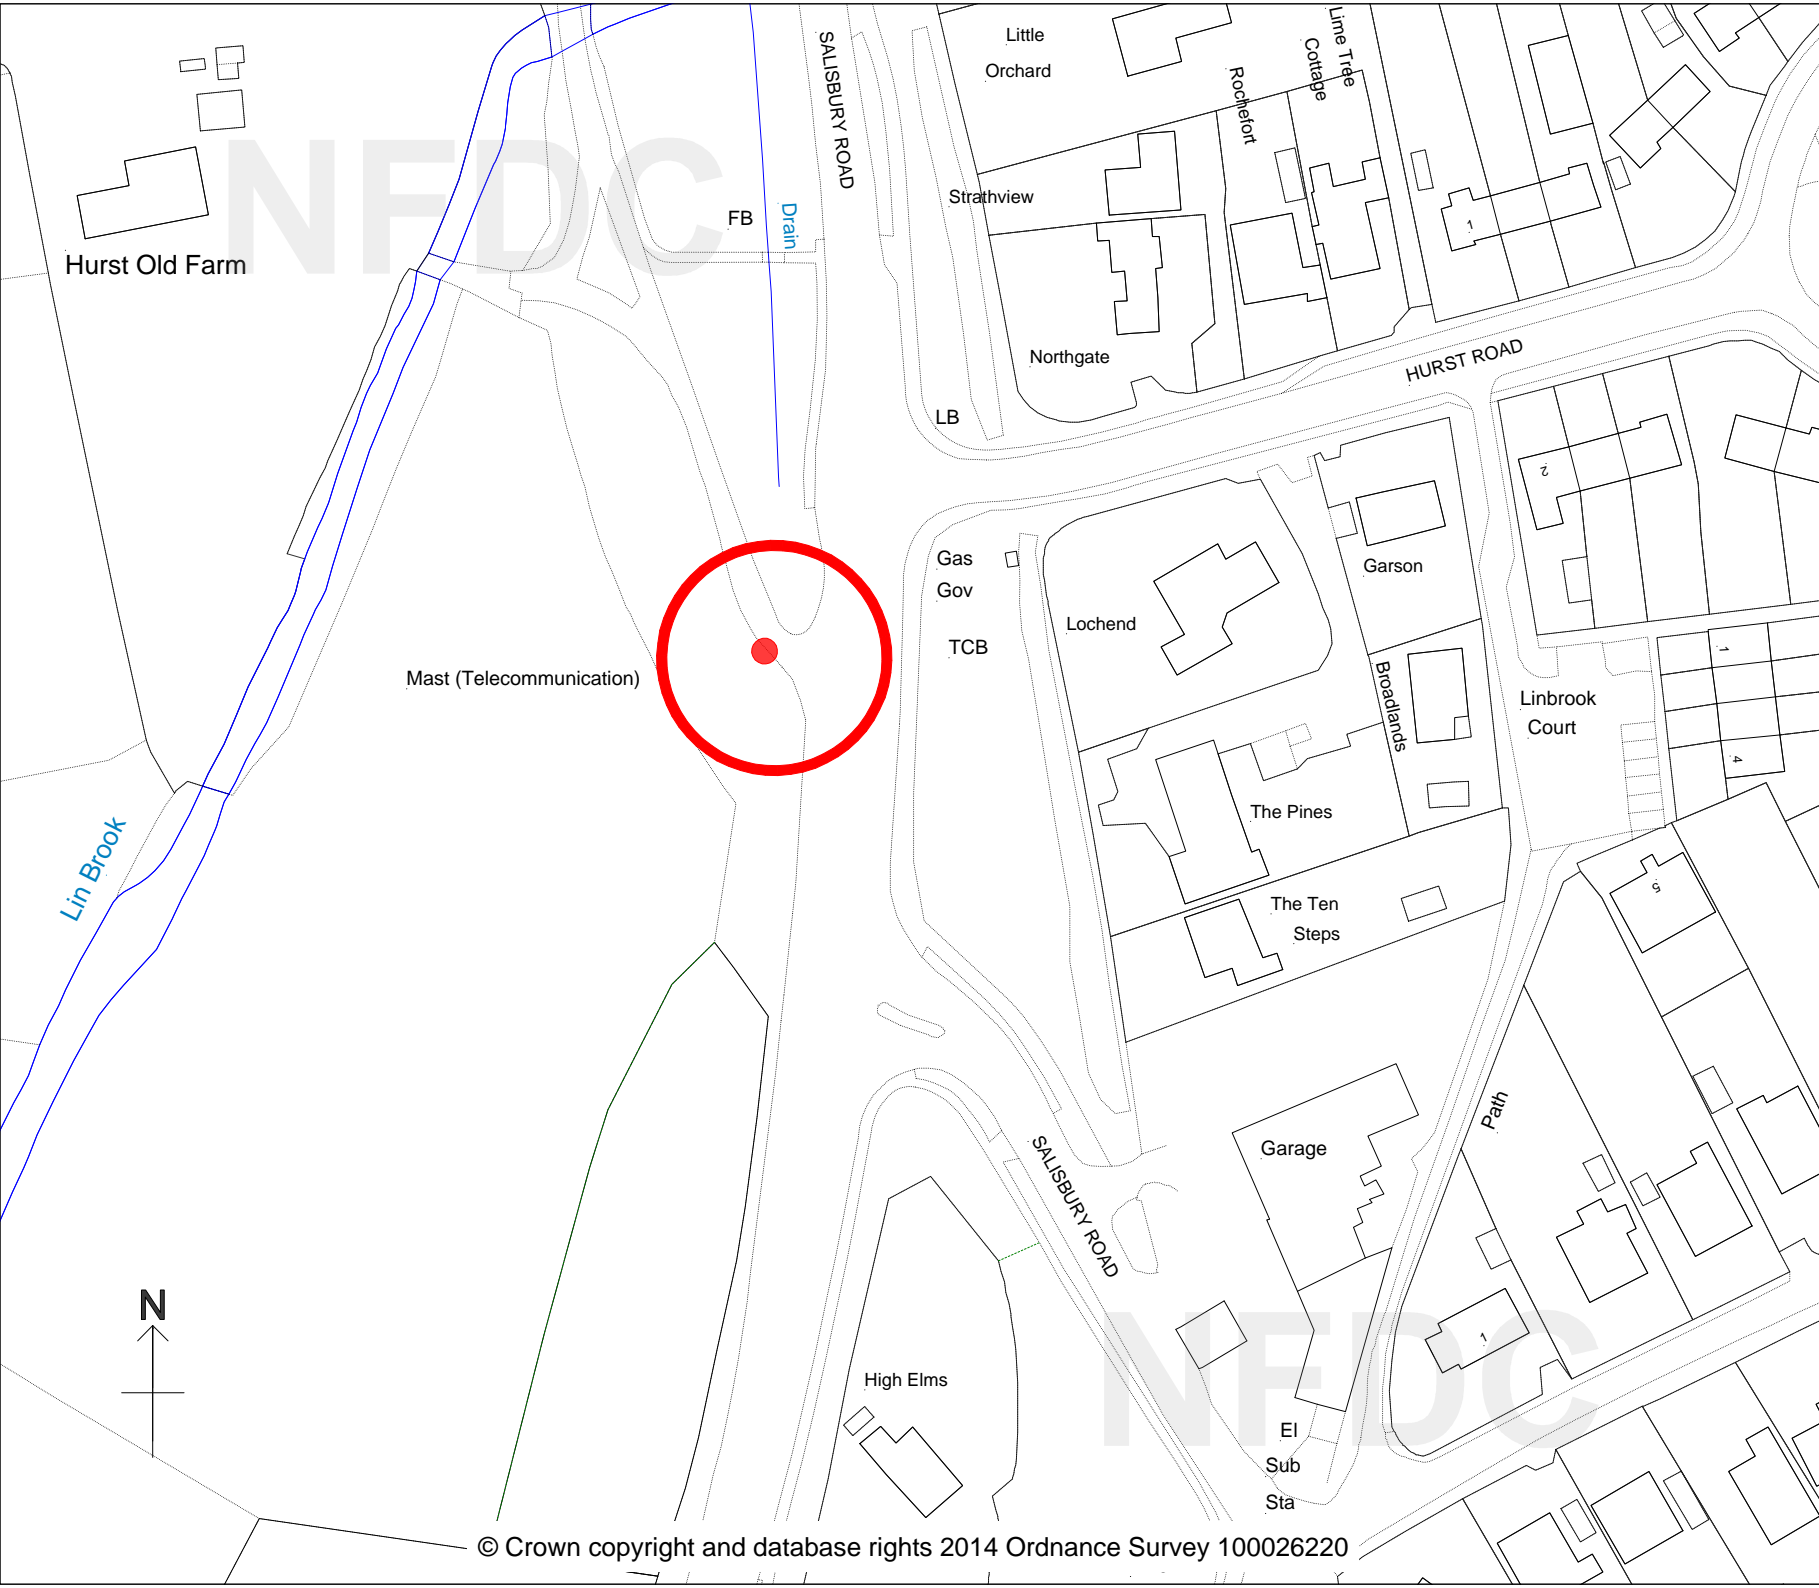 Little
Orchard
SALISBURY ROAD
Lime Tree
Cottage
Rochefort
NFDC
Strathview
FB
Drain
1
Hurst Old Farm
Northgate
HURST ROAD
LB
2
Gas
Gov
Garson
Lochend
TCB
1
Mast (Telecommunication)
Broadlands
Linbrook
Court
4
The Pines
Lin Brook
5
The Ten
Steps
Path
Garage
SALISBURY ROAD
N
1
NFDC
High Elms
El
Sub
Sta
© Crown copyright and database rights 2014 Ordnance Survey 100026220